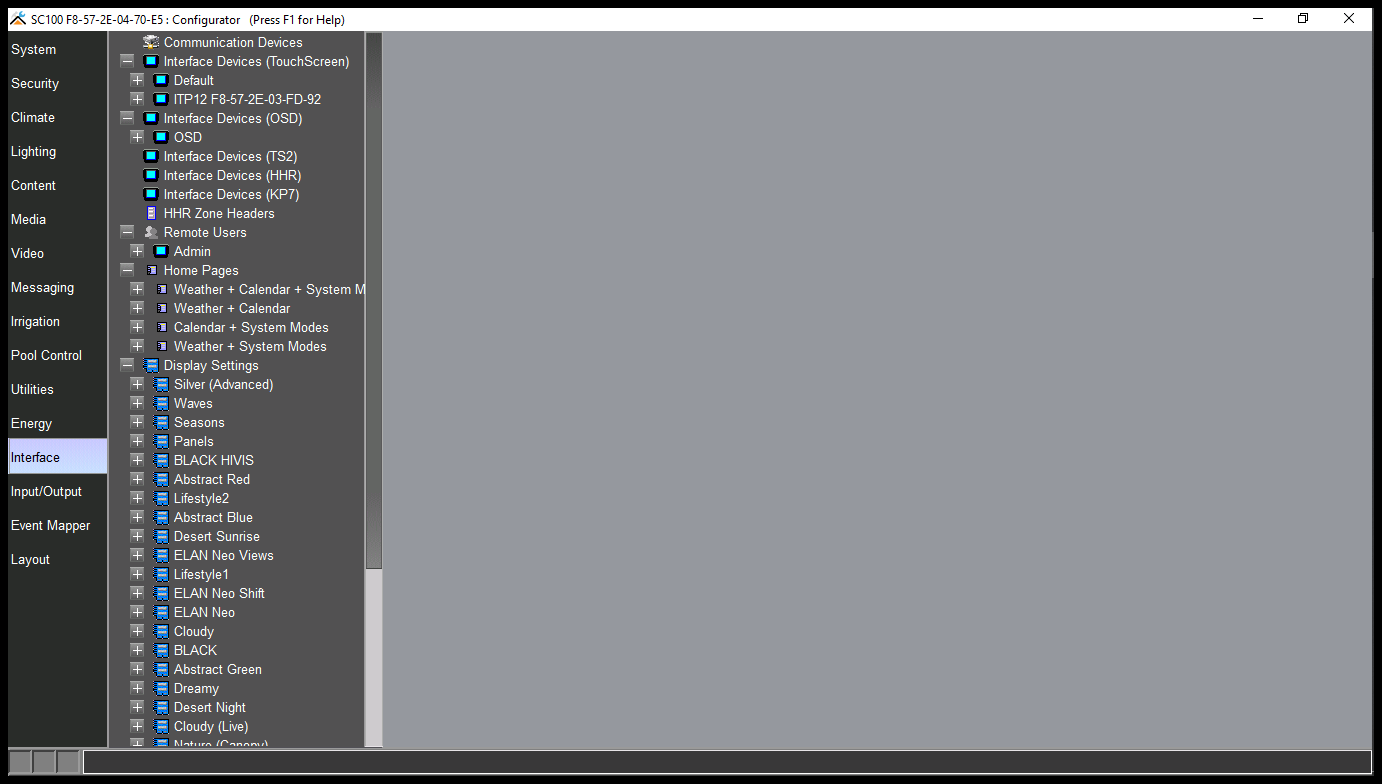 SC100 F8-57-2E-04-70-E5 : Configurator   (Press F1 for Help)
System
Security
Climate
Lighting
Content
Media
Video
Messaging
Irrigation
Pool Control
Utilities
Energy
Interface
Input/Output
Event Mapper
Layout
Communication Devices
Interface Devices (TouchScreen)
Default
ITP12 F8-57-2E-03-FD-92
Interface Devices (OSD)
OSD
Interface Devices (TS2)
Interface Devices (HHR)
Interface Devices (KP7)
HHR Zone Headers
Remote Users
Admin
Home Pages
Weather + Calendar + System M
Weather + Calendar
Calendar + System Modes
Weather + System Modes
Display Settings
Silver (Advanced)
Waves
Seasons
Panels
BLACK HIVIS
Abstract Red
Lifestyle2
Abstract Blue
Desert Sunrise
ELAN Neo Views
Lifestyle1
ELAN Neo Shift
ELAN Neo
Cloudy
BLACK
Abstract Green
Dreamy
Desert Night
Cloudy (Live)
Nature (Canopy)